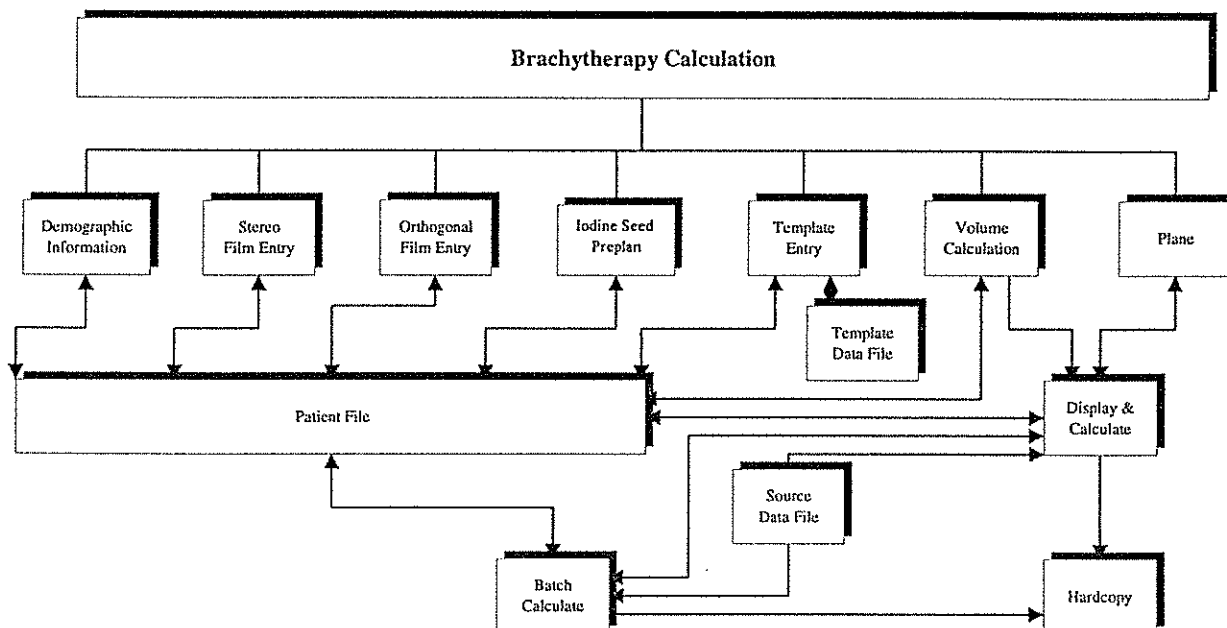 Brachytherapy Calculation
Demographic
Information
Stereo
Film Entry
Orthogonal
Film Entry
Iodine Seed
Preplan
Template
Entry
Volume
Calculation
Plane
Template
Data File
Patient File
Display &
Calculate
Source
Data File
Batch
Calculate
Hardcopy